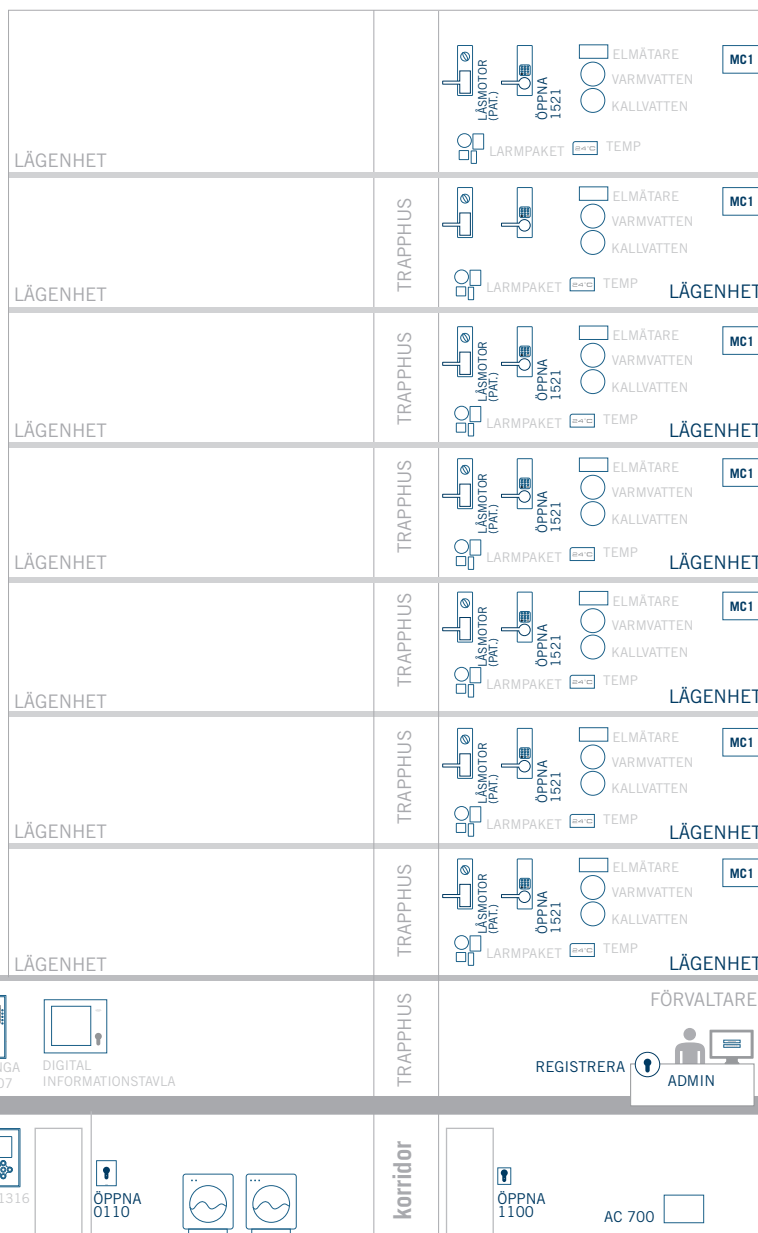 LÅSMOTOR
(PAT.)
ÖPPNA
1521
ELMÄTARE
VARMVATTEN
KALLVATTEN
MC1
LARMPAKET
24°C
TEMP
LÄGENHET
TRAPPHUS
ELMÄTARE
VARMVATTEN
KALLVATTEN
MC1
LARMPAKET
24°C
TEMP
LÄGENHET
LÄGENHET
TRAPPHUS
LÅSMOTOR
(PAT.)
ÖPPNA
1521
ELMÄTARE
VARMVATTEN
KALLVATTEN
MC1
LARMPAKET
24°C
TEMP
LÄGENHET
LÄGENHET
TRAPPHUS
LÅSMOTOR
(PAT.)
ÖPPNA
1521
ELMÄTARE
VARMVATTEN
KALLVATTEN
MC1
LARMPAKET
24°C
TEMP
LÄGENHET
LÄGENHET
TRAPPHUS
LÅSMOTOR
(PAT.)
ÖPPNA
1521
ELMÄTARE
VARMVATTEN
KALLVATTEN
MC1
LARMPAKET
24°C
TEMP
LÄGENHET
LÄGENHET
TRAPPHUS
LÅSMOTOR
(PAT.)
ÖPPNA
1521
ELMÄTARE
VARMVATTEN
KALLVATTEN
MC1
LARMPAKET
24°C
TEMP
LÄGENHET
LÄGENHET
TRAPPHUS
LÅSMOTOR
(PAT.)
ÖPPNA
1521
ELMÄTARE
VARMVATTEN
KALLVATTEN
MC1
LARMPAKET
24°C
TEMP
LÄGENHET
LÄGENHET
DIGITAL
INFORMATIONSTAVLA
TRAPPHUS
FÖRVALTARE
REGISTRERA
ADMIN
1316
ÖPPNA
0110
korridor
ÖPPNA
1100
AC 700